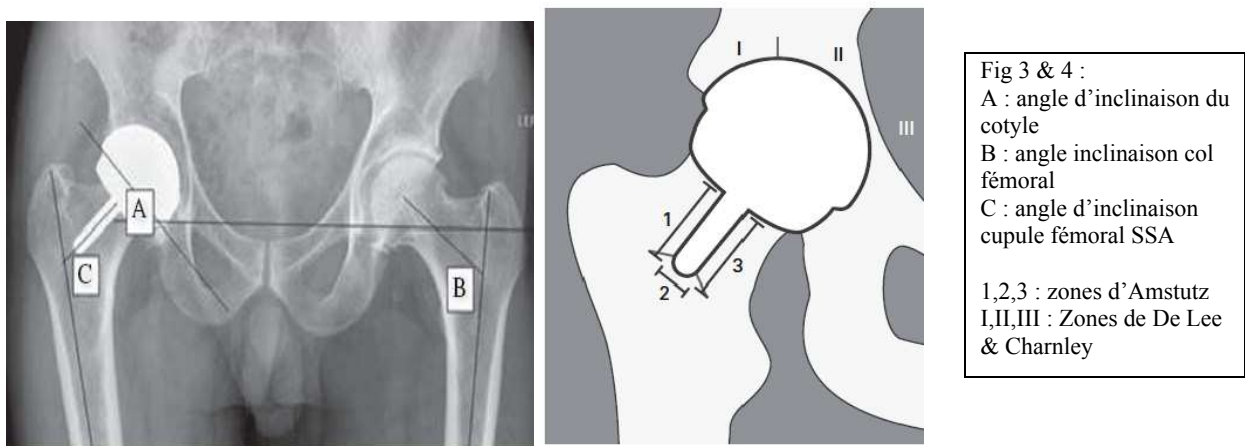 LE
A
C
B
I
II
III
1
2
3
Fig 3 & 4 :
A : angle d'inclinaison du
cotyle
B : angle inclinaison col
fémoral
C : angle d'inclinaison
cupule fémoral SSA
1,2,3 : zones d'Amstutz
I,II,III : Zones de De Lee
& Charnley